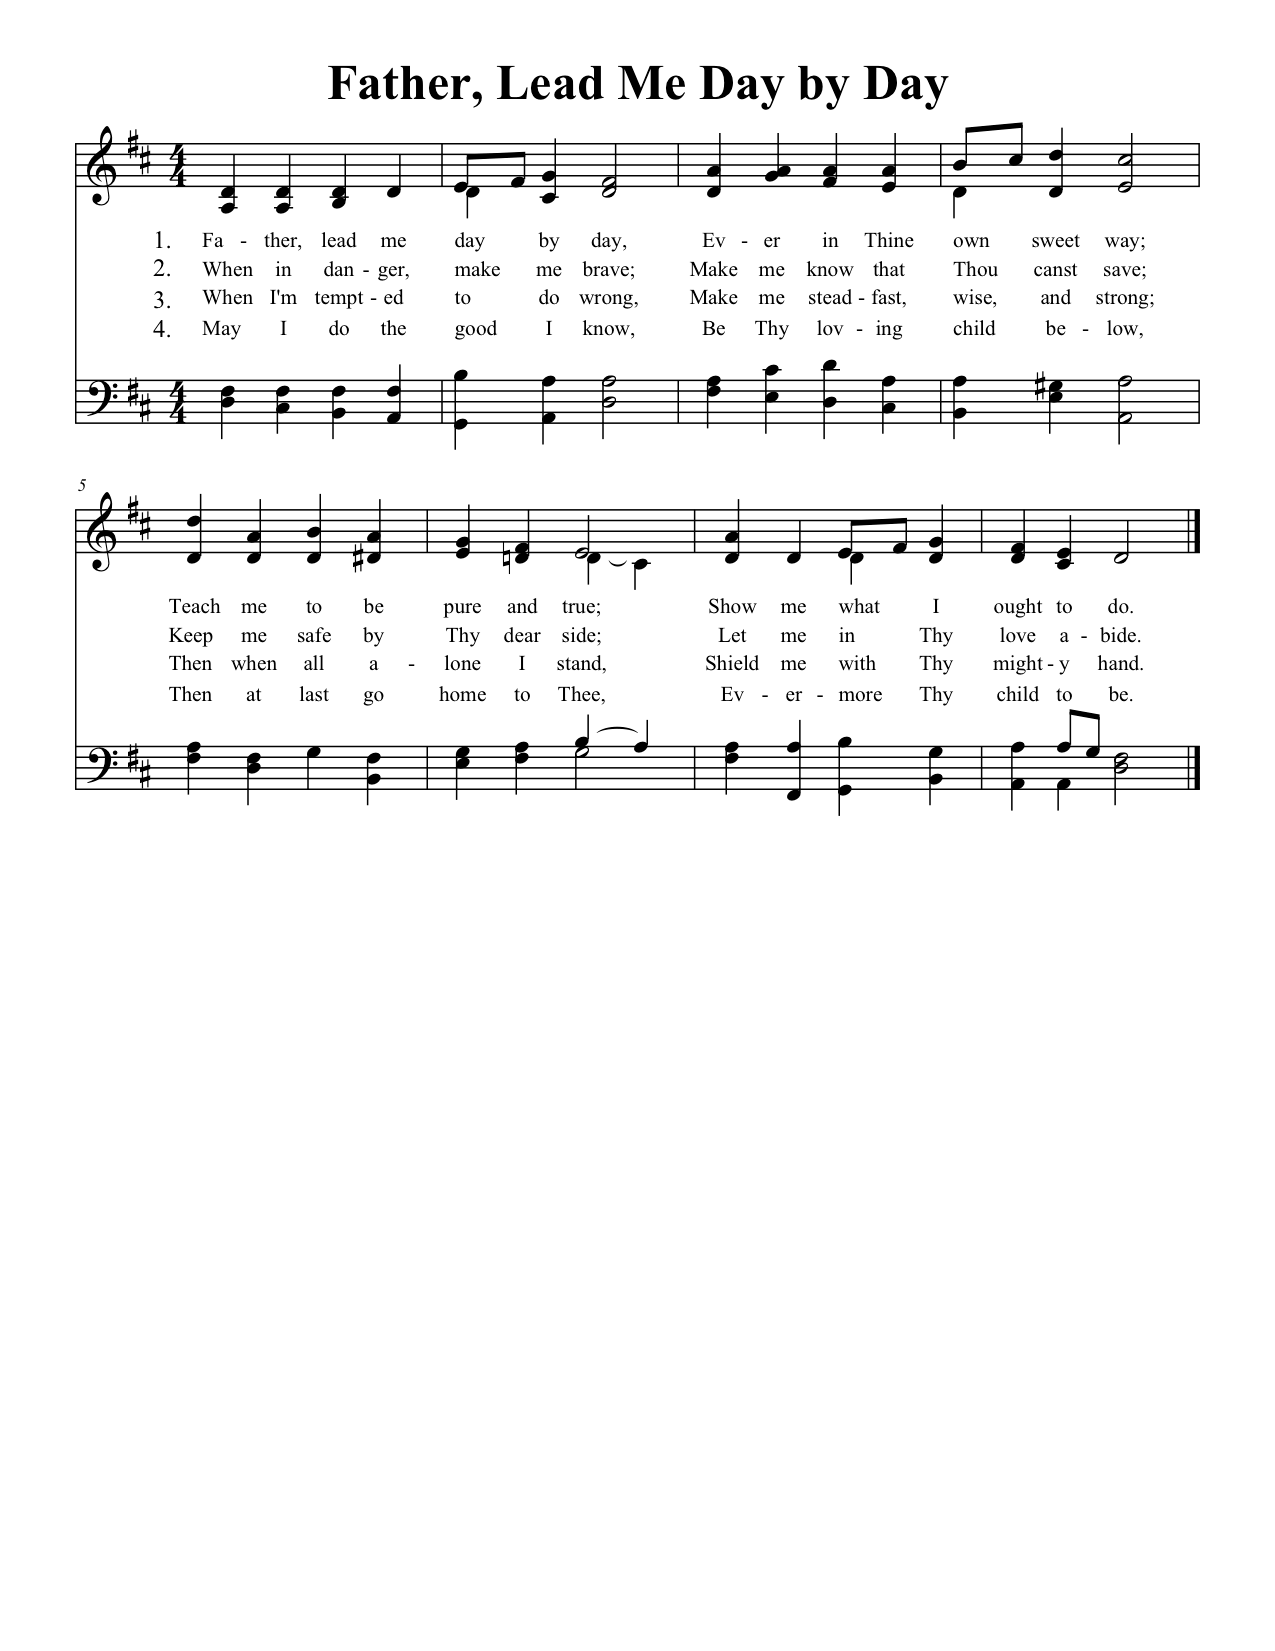 Father, Lead Me Day by Day
4
4
1. Fa - ther, lead me day by day, Ev - er in Thine own sweet way;
2. When in dan - ger, make me brave; Make me know that Thou canst save;
3. When I'm tempt - ed to do wrong, Make me stead - fast, wise, and strong;
4. May I do the good I know, Be Thy lov - ing child be - low,
4
4
5
Teach me to be pure and true; Show me what I ought to do.
Keep me safe by Thy dear side; Let me in Thy love a - bide.
Then when all a - lone I stand, Shield me with Thy might - y hand.
Then at last go home to Thee, Ev - er - more Thy child to be.